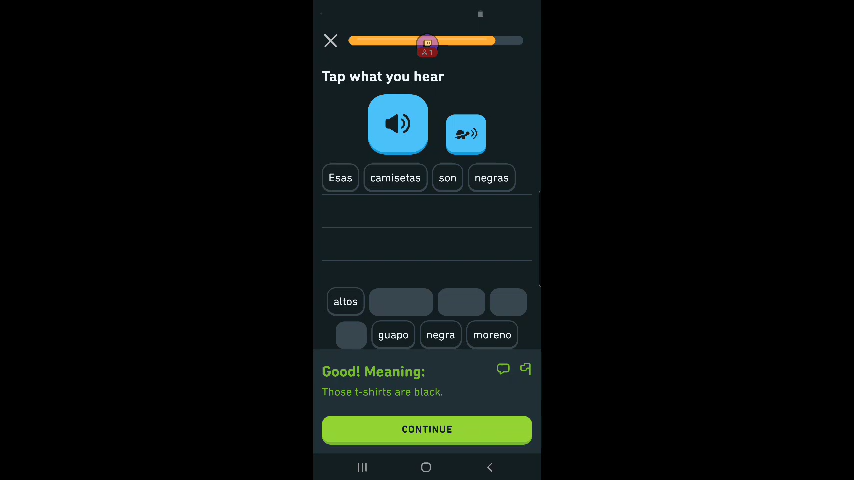 Tap what you hear
Esas camisetas son negras
altos
guapo negra moreno
Good! Meaning:
Those t-shirts are black.
CONTINUE